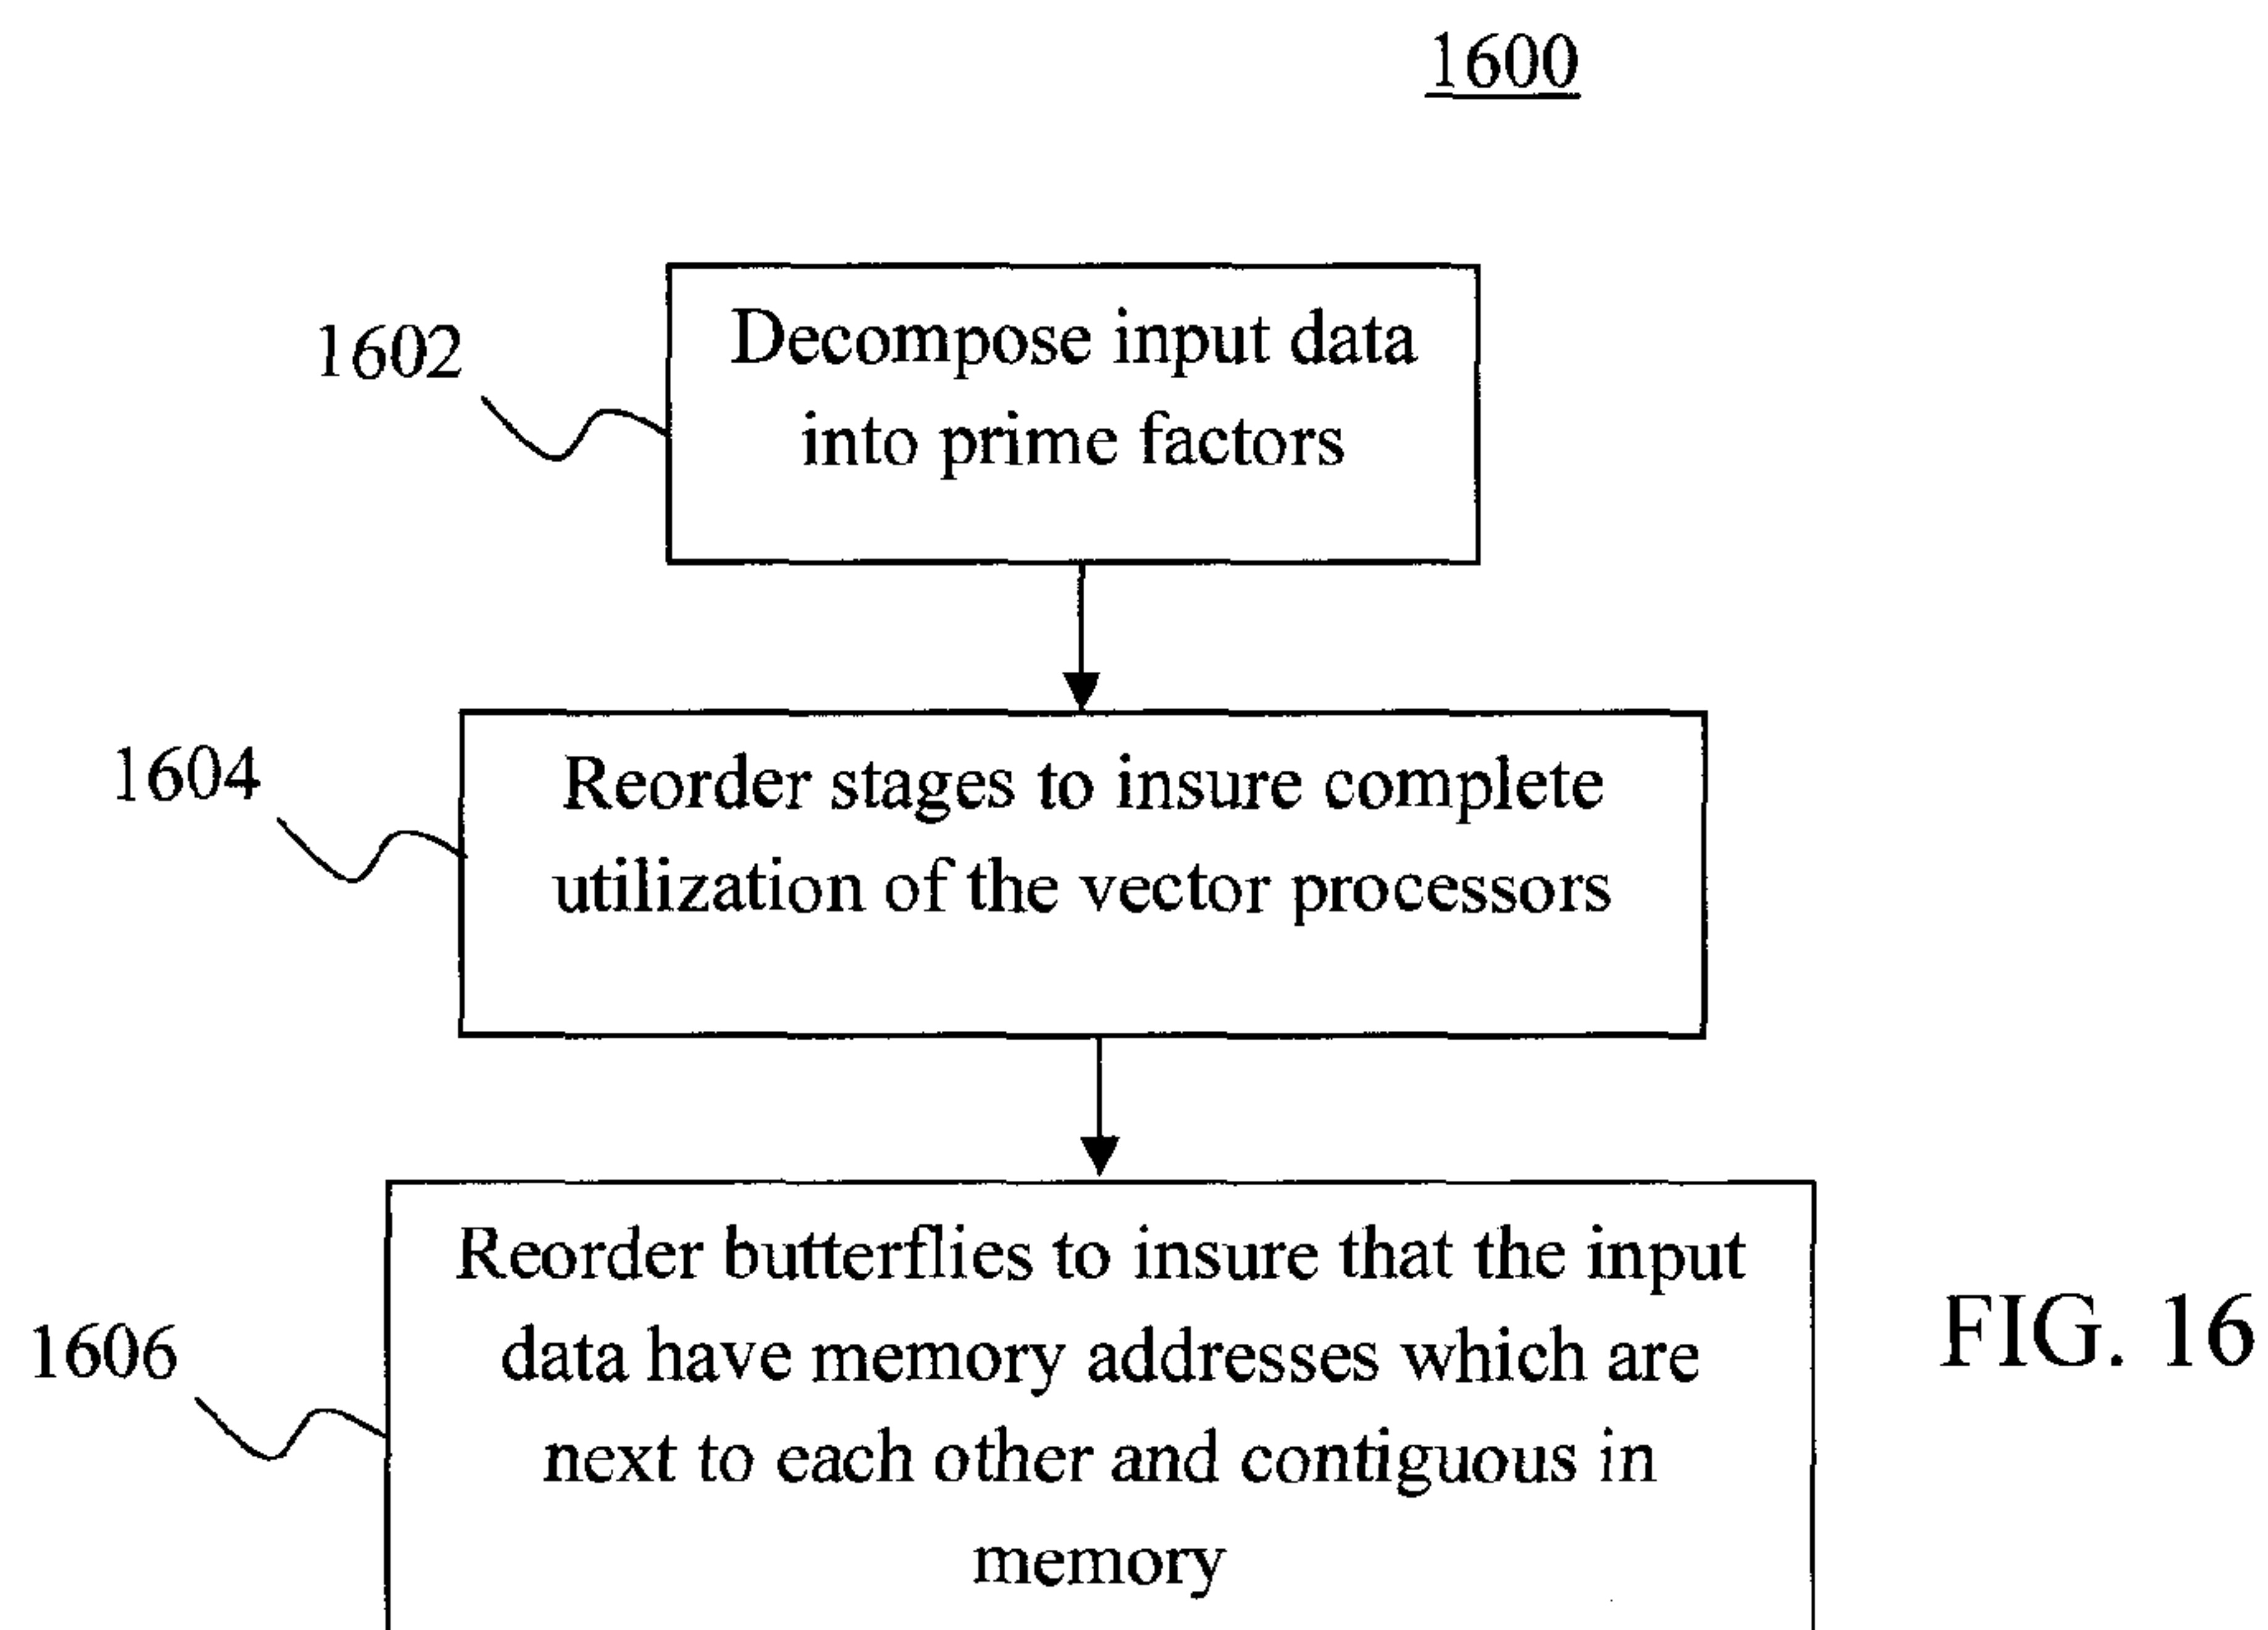 1600
1602
Decompose input data
into prime factors
1604
Reorder stages to insure complete
utilization of the vector processors
1606
Reorder butterflies to insure that the input
data have memory addresses which are
next to each other and contiguous in
memory
FIG. 16